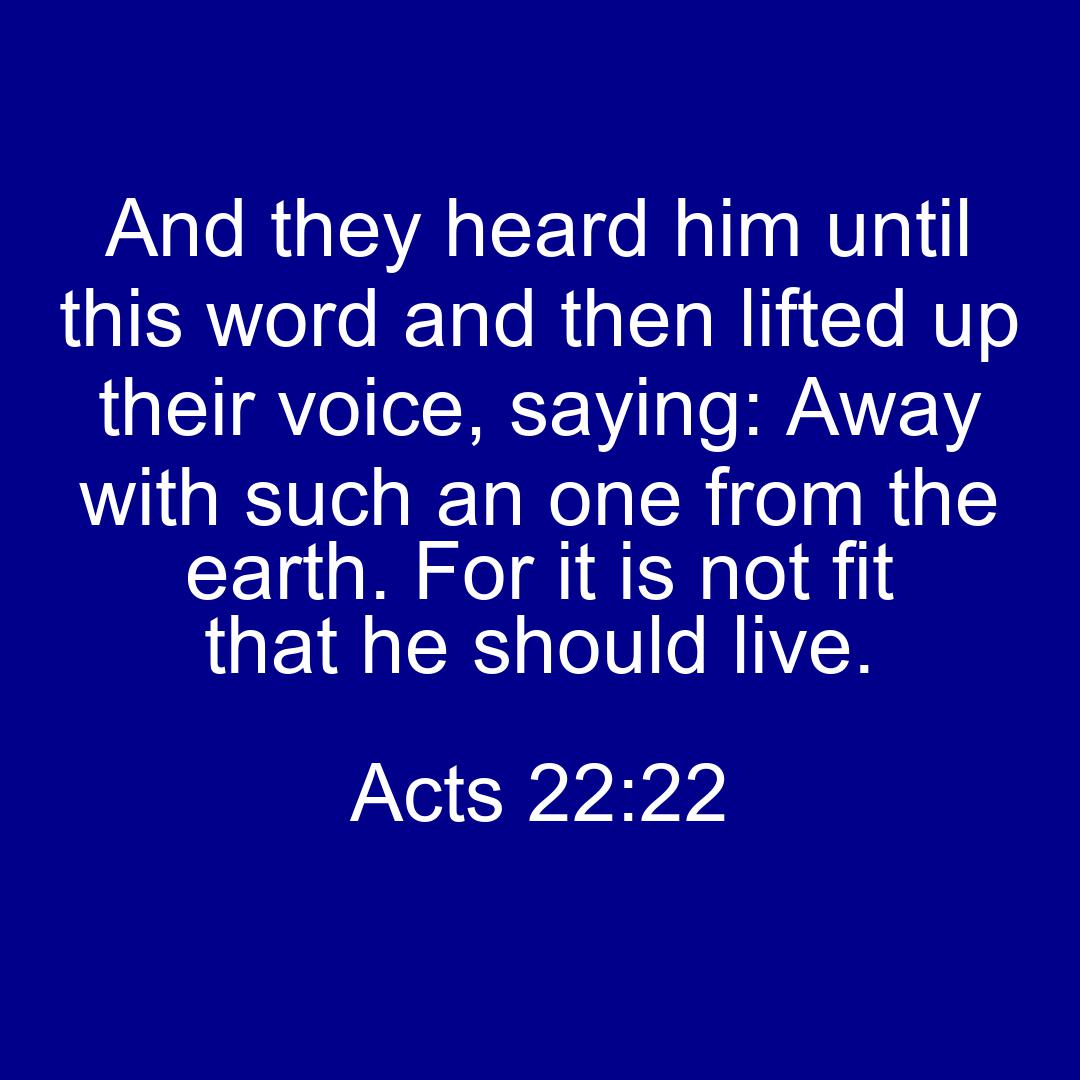 And they heard him until
this word and then lifted up
their voice, saying: Away
with such an one from the
earth. For it is not fit
that he should live.
Acts 22:22